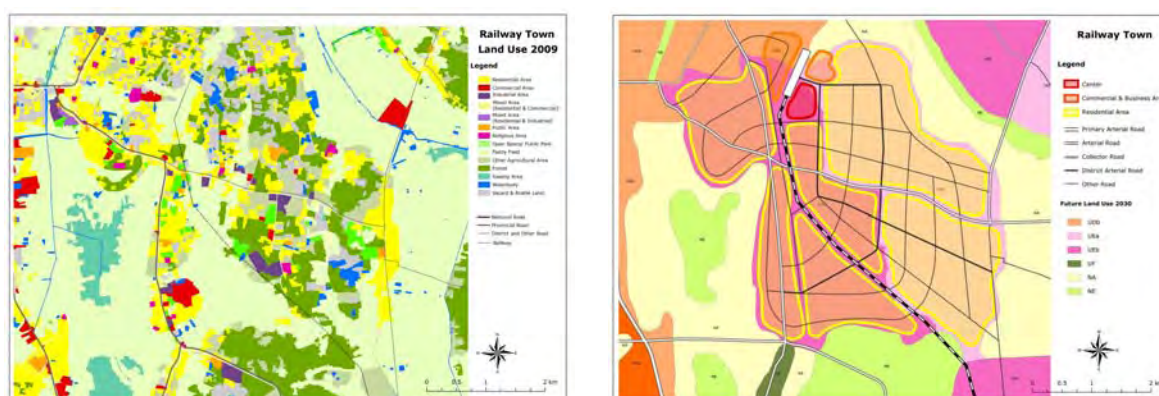 Railway Town
Land Use 2009
Legend
Residential Area
Commercial Area
Industrial Area
Mixed Area
(Residential & Commercial)
Mixed Area
(Residential & Industrial)
Public Area
Religious Area
Open Space/ Public Park
Paddy Field
Other Agricultural Area
Forest
Swamp Area
Waterbody
Vacant & Arable Land
National Road
Provincial Road
District and Other Road
Railway
0 0.5 1 2 km
Railway Town
Legend
Center
Commercial & Business Ar
Residential Area
Primary Arterial Road
Arterial Road
Collector Road
District Arterial Road
Other Road
Future Land Use 2030
UDb
UEa
UEb
UF
NA
NE
0 0.5 1 2 km